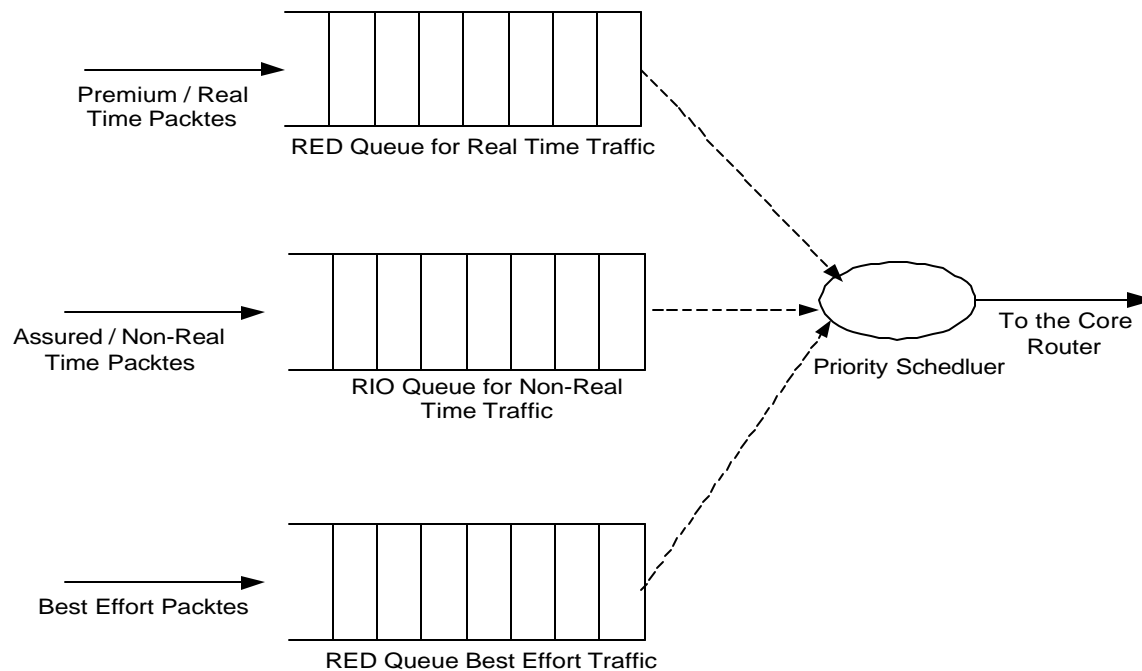 Premium / Real
Time Packtes
RED Queue for Real Time Traffic
Assured / Non-Real
Time Packtes
RIO Queue for Non-Real
Time Traffic
To the Core
Router
Priority Schedluer
Best Effort Packtes
RED Queue Best Effort Traffic